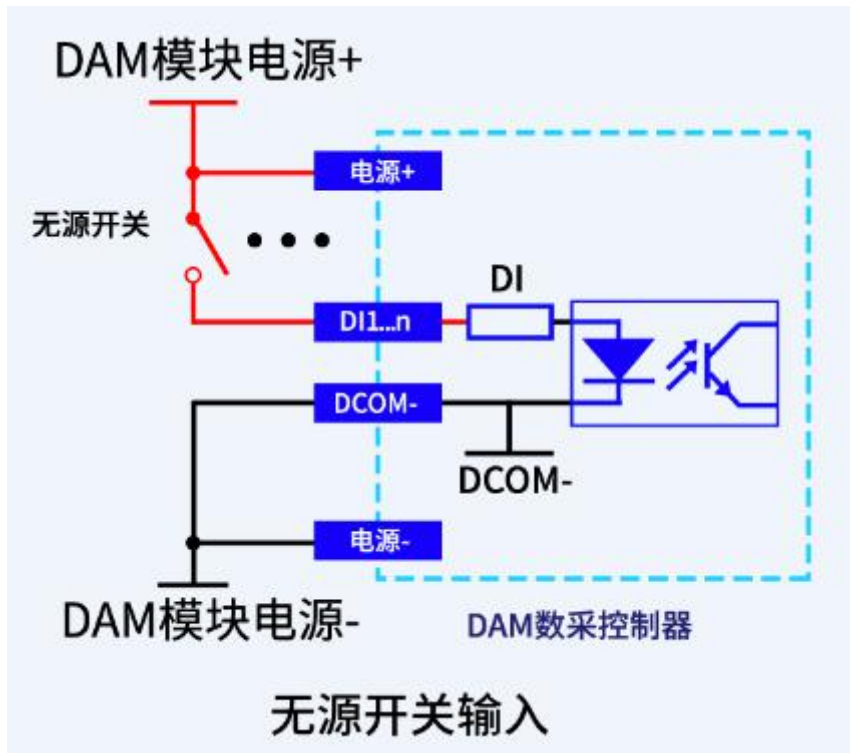 DAM模块电源+
电源+
无源开关
DI
DI1...n
DCOM-
DCOM-
电源-
DAM模块电源-
DAM数采控制器
无源开关输入